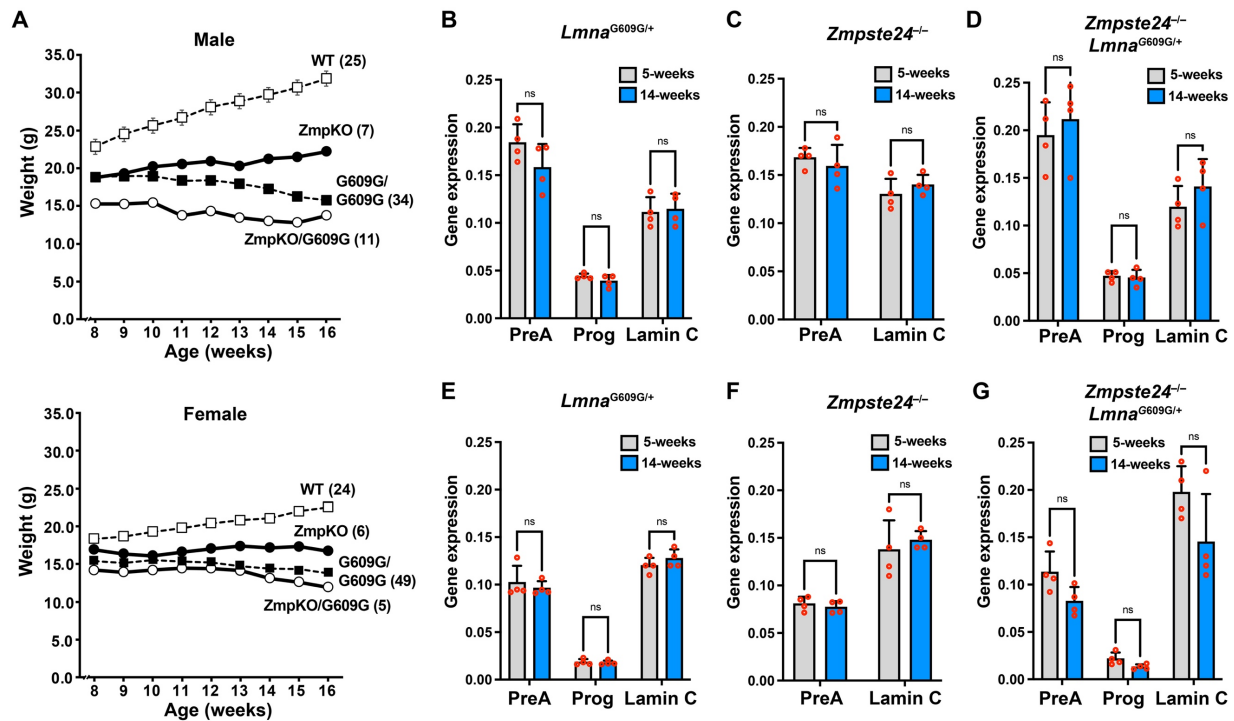 A
Male
35.0
30.0
25.0
20.0
15.0
10.0
5.0
0.0
Weight (g)
WT (25)
ZmpKO (7)
G609G/
G609G (34)
ZmpKO/G609G (11)
8 9 10 11 12 13 14 15 16
Age (weeks)
B
Lmna^G609G/+
5-weeks
14-weeks
0.25
0.20
0.15
0.10
0.05
0.00
Gene expression
ns
ns
ns
PreA Prog Lamin C
C
Zmpste24^–/–
5-weeks
14-weeks
0.25
0.20
0.15
0.10
0.05
0.00
Gene expression
ns
ns
PreA Lamin C
D
Zmpste24^–/–
Lmna^G609G/+
5-weeks
14-weeks
0.25
0.20
0.15
0.10
0.05
0.00
Gene expression
ns
ns
ns
PreA Prog Lamin C
Female
35.0
30.0
25.0
20.0
15.0
10.0
5.0
0.0
Weight (g)
WT (24)
ZmpKO (6)
G609G/
G609G (49)
ZmpKO/G609G (5)
8 9 10 11 12 13 14 15 16
Age (weeks)
E
Lmna^G609G/+
5-weeks
14-weeks
0.25
0.20
0.15
0.10
0.05
0.00
Gene expression
ns
ns
ns
PreA Prog Lamin C
F
Zmpste24^–/–
5-weeks
14-weeks
0.25
0.20
0.15
0.10
0.05
0.00
Gene expression
ns
ns
PreA Lamin C
G
Zmpste24^–/–
Lmna^G609G/+
5-weeks
14-weeks
0.25
0.20
0.15
0.10
0.05
0.00
Gene expression
ns
ns
ns
PreA Prog Lamin C